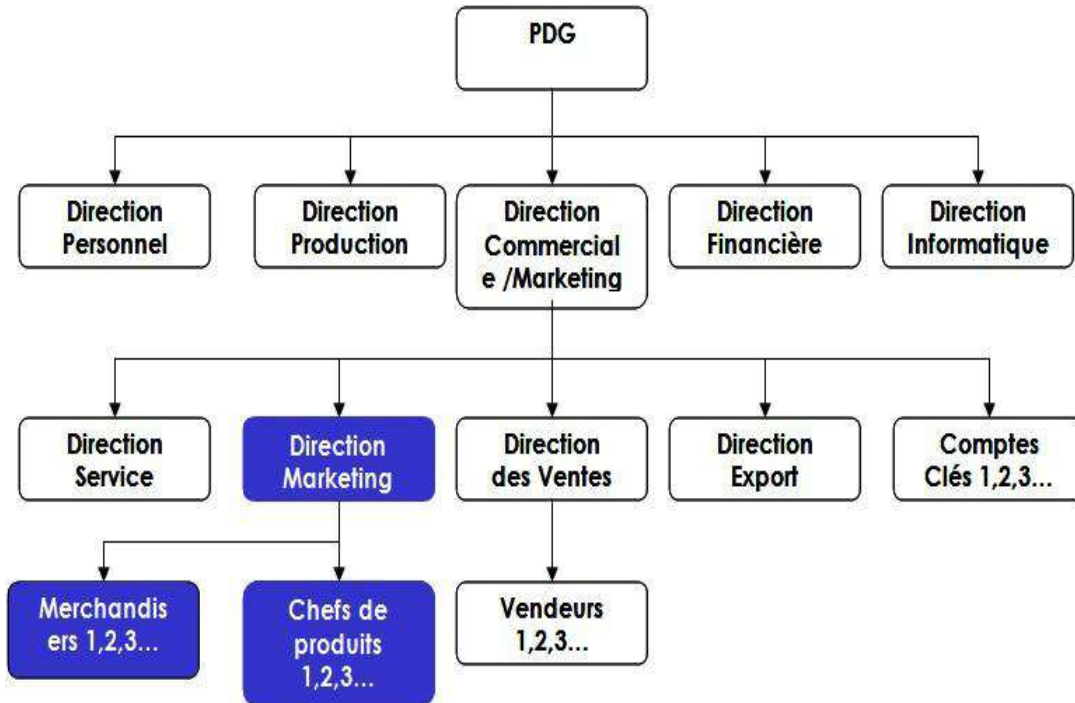 PDG
Direction
Personnel
Direction
Production
Direction
Commercial
e /Marketing
Direction
Financière
Direction
Informatique
Direction
Service
Direction
Marketing
Direction
des Ventes
Direction
Export
Comptes
Clés 1,2,3...
Merchandis
ers 1,2,3...
Chefs de
produits
1,2,3...
Vendeurs
1,2,3...